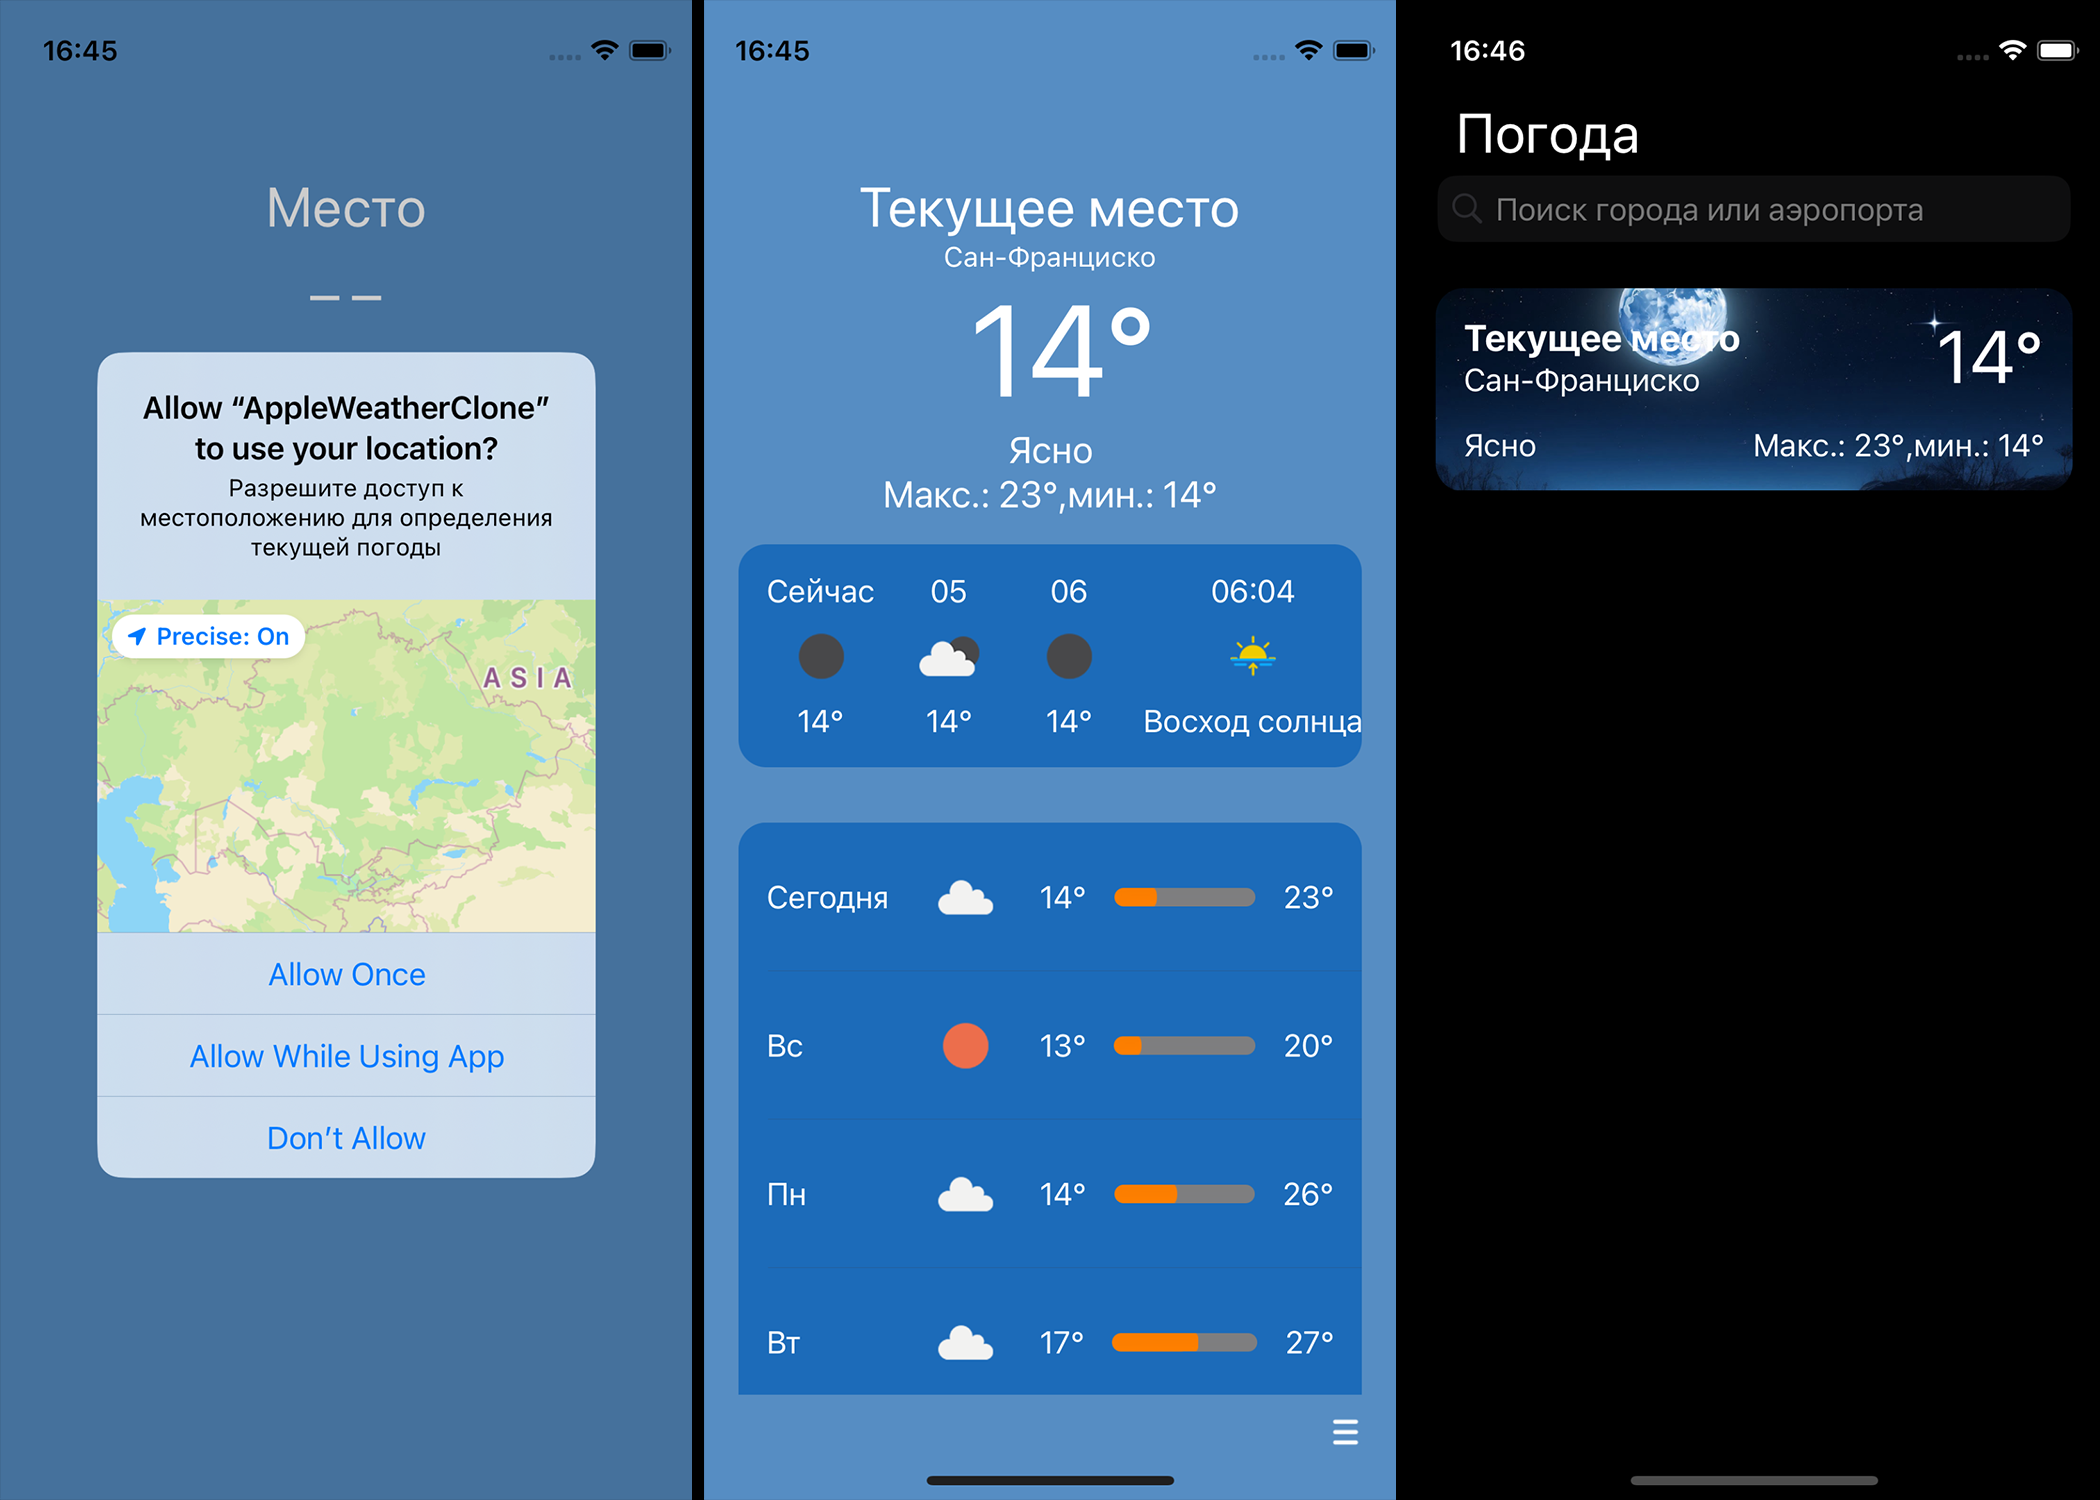 16:45
Место
— —
Allow “AppleWeatherClone”
to use your location?
Разрешите доступ к
местоположению для определения
текущей погоды
Precise: On
ASIA
Allow Once
Allow While Using App
Don’t Allow
16:45
Текущее место
Сан-Франциско
14°
Ясно
Макс.: 23°,мин.: 14°
Сейчас 05 06 06:04
14° 14° 14° Восход солнца
Сегодня 14° 23°
Вс 13° 20°
Пн 14° 26°
Вт 17° 27°
16:46
Погода
Поиск города или аэропорта
Текущее место 14°
Сан-Франциско
Ясно Макс.: 23°,мин.: 14°